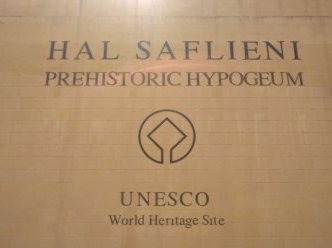 HAL SAFLIENI
PREHISTORIC HYPOGEUM
UNESCO
World Heritage Site